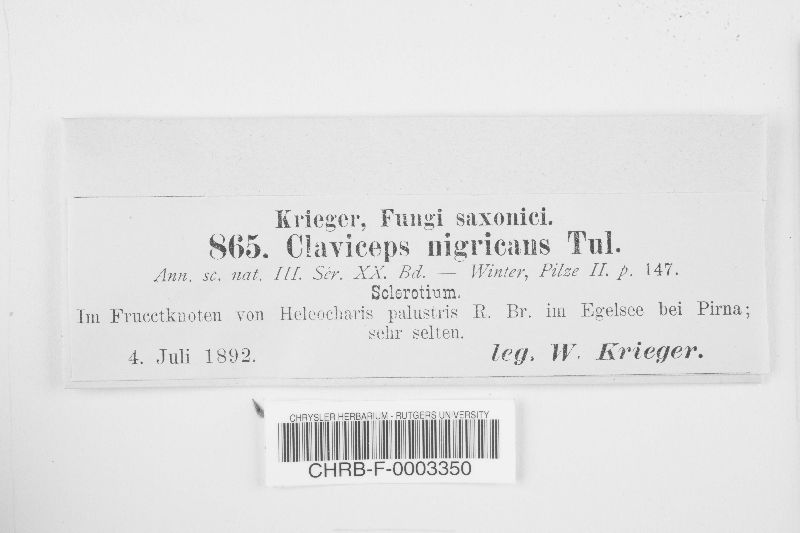 Krieger, Fungi saxonici.
865. Claviceps nigricans Tul.
Ann. sc. nat. III. Sér. XX. Bd. — Winter, Pilze II. p. 147.
Sclerotium.
Im Fruchtknoten von Heleocharis palustris R. Br. im Egelsee bei Pirna;
sehr selten.
4. Juli 1892. leg. W. Krieger.
CHRYSLER HERBARIUM - RUTGERS UNIVERSITY
CHRB-F-0003350